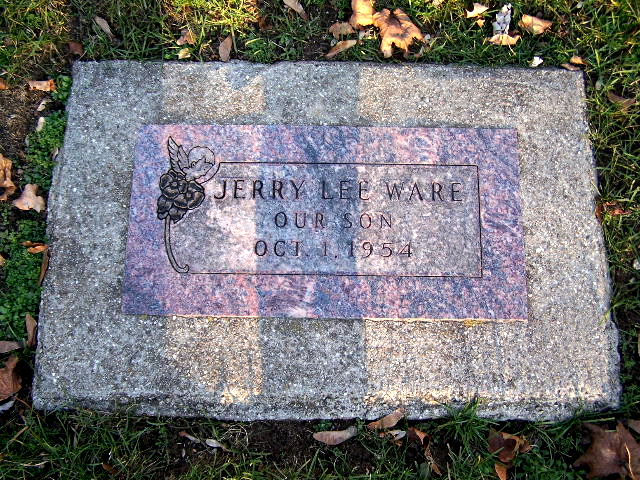 JERRY LEE WARE
OUR SON
OCT. 1, 1954